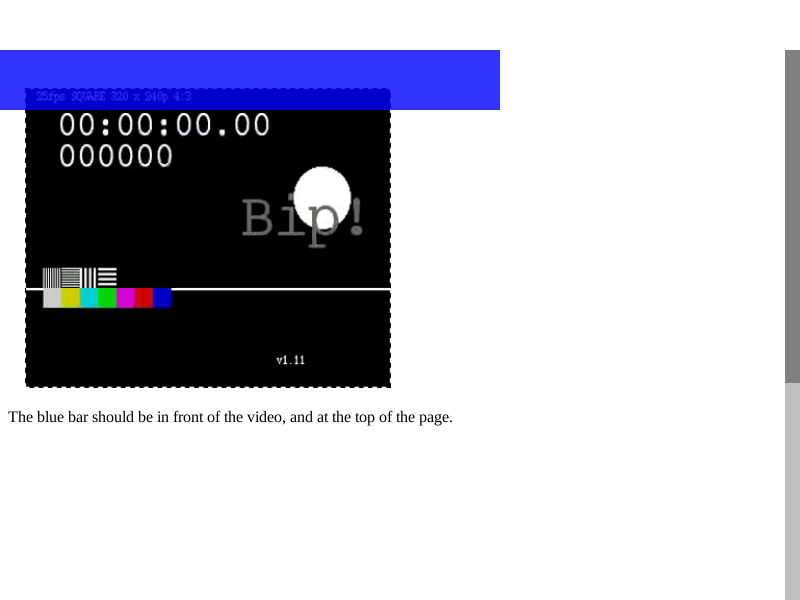 25fps SQUARE 320 x 240p 4:3
00:00:00.00
000000
Bip!
v1.11
The blue bar should be in front of the video, and at the top of the page.